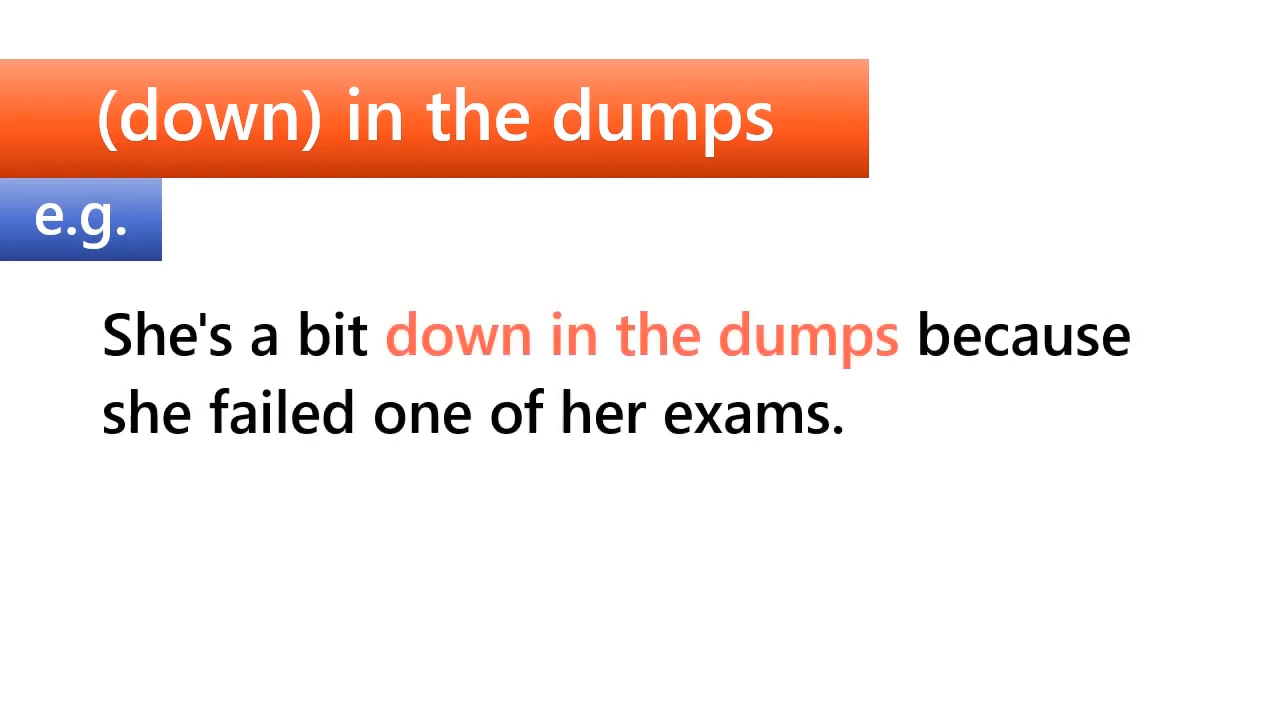 (down) in the dumps
e.g.
She's a bit down in the dumps because
she failed one of her exams.